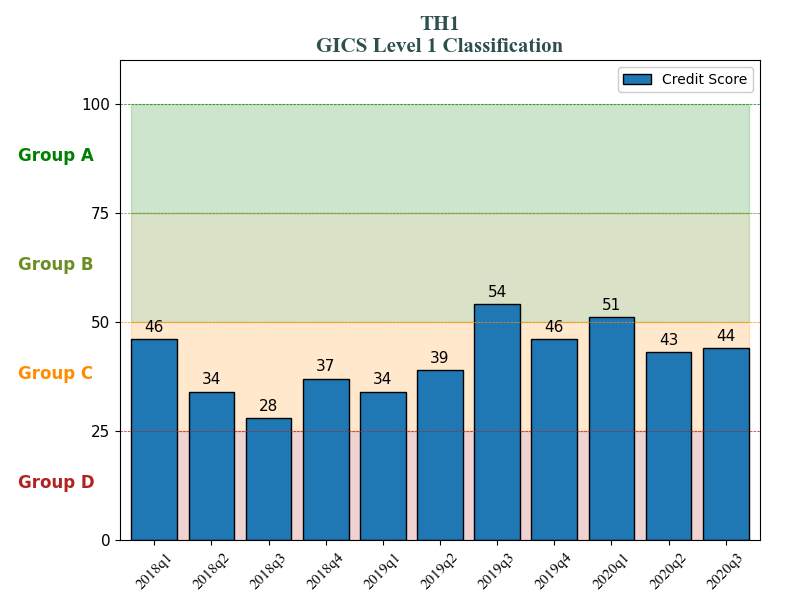 TH1
GICS Level 1 Classification
Credit Score
100
Group A
75
Group B
50
Group C
25
Group D
0
46
34
28
37
34
39
54
46
51
43
44
2018q1
2018q2
2018q3
2018q4
2019q1
2019q2
2019q3
2019q4
2020q1
2020q2
2020q3